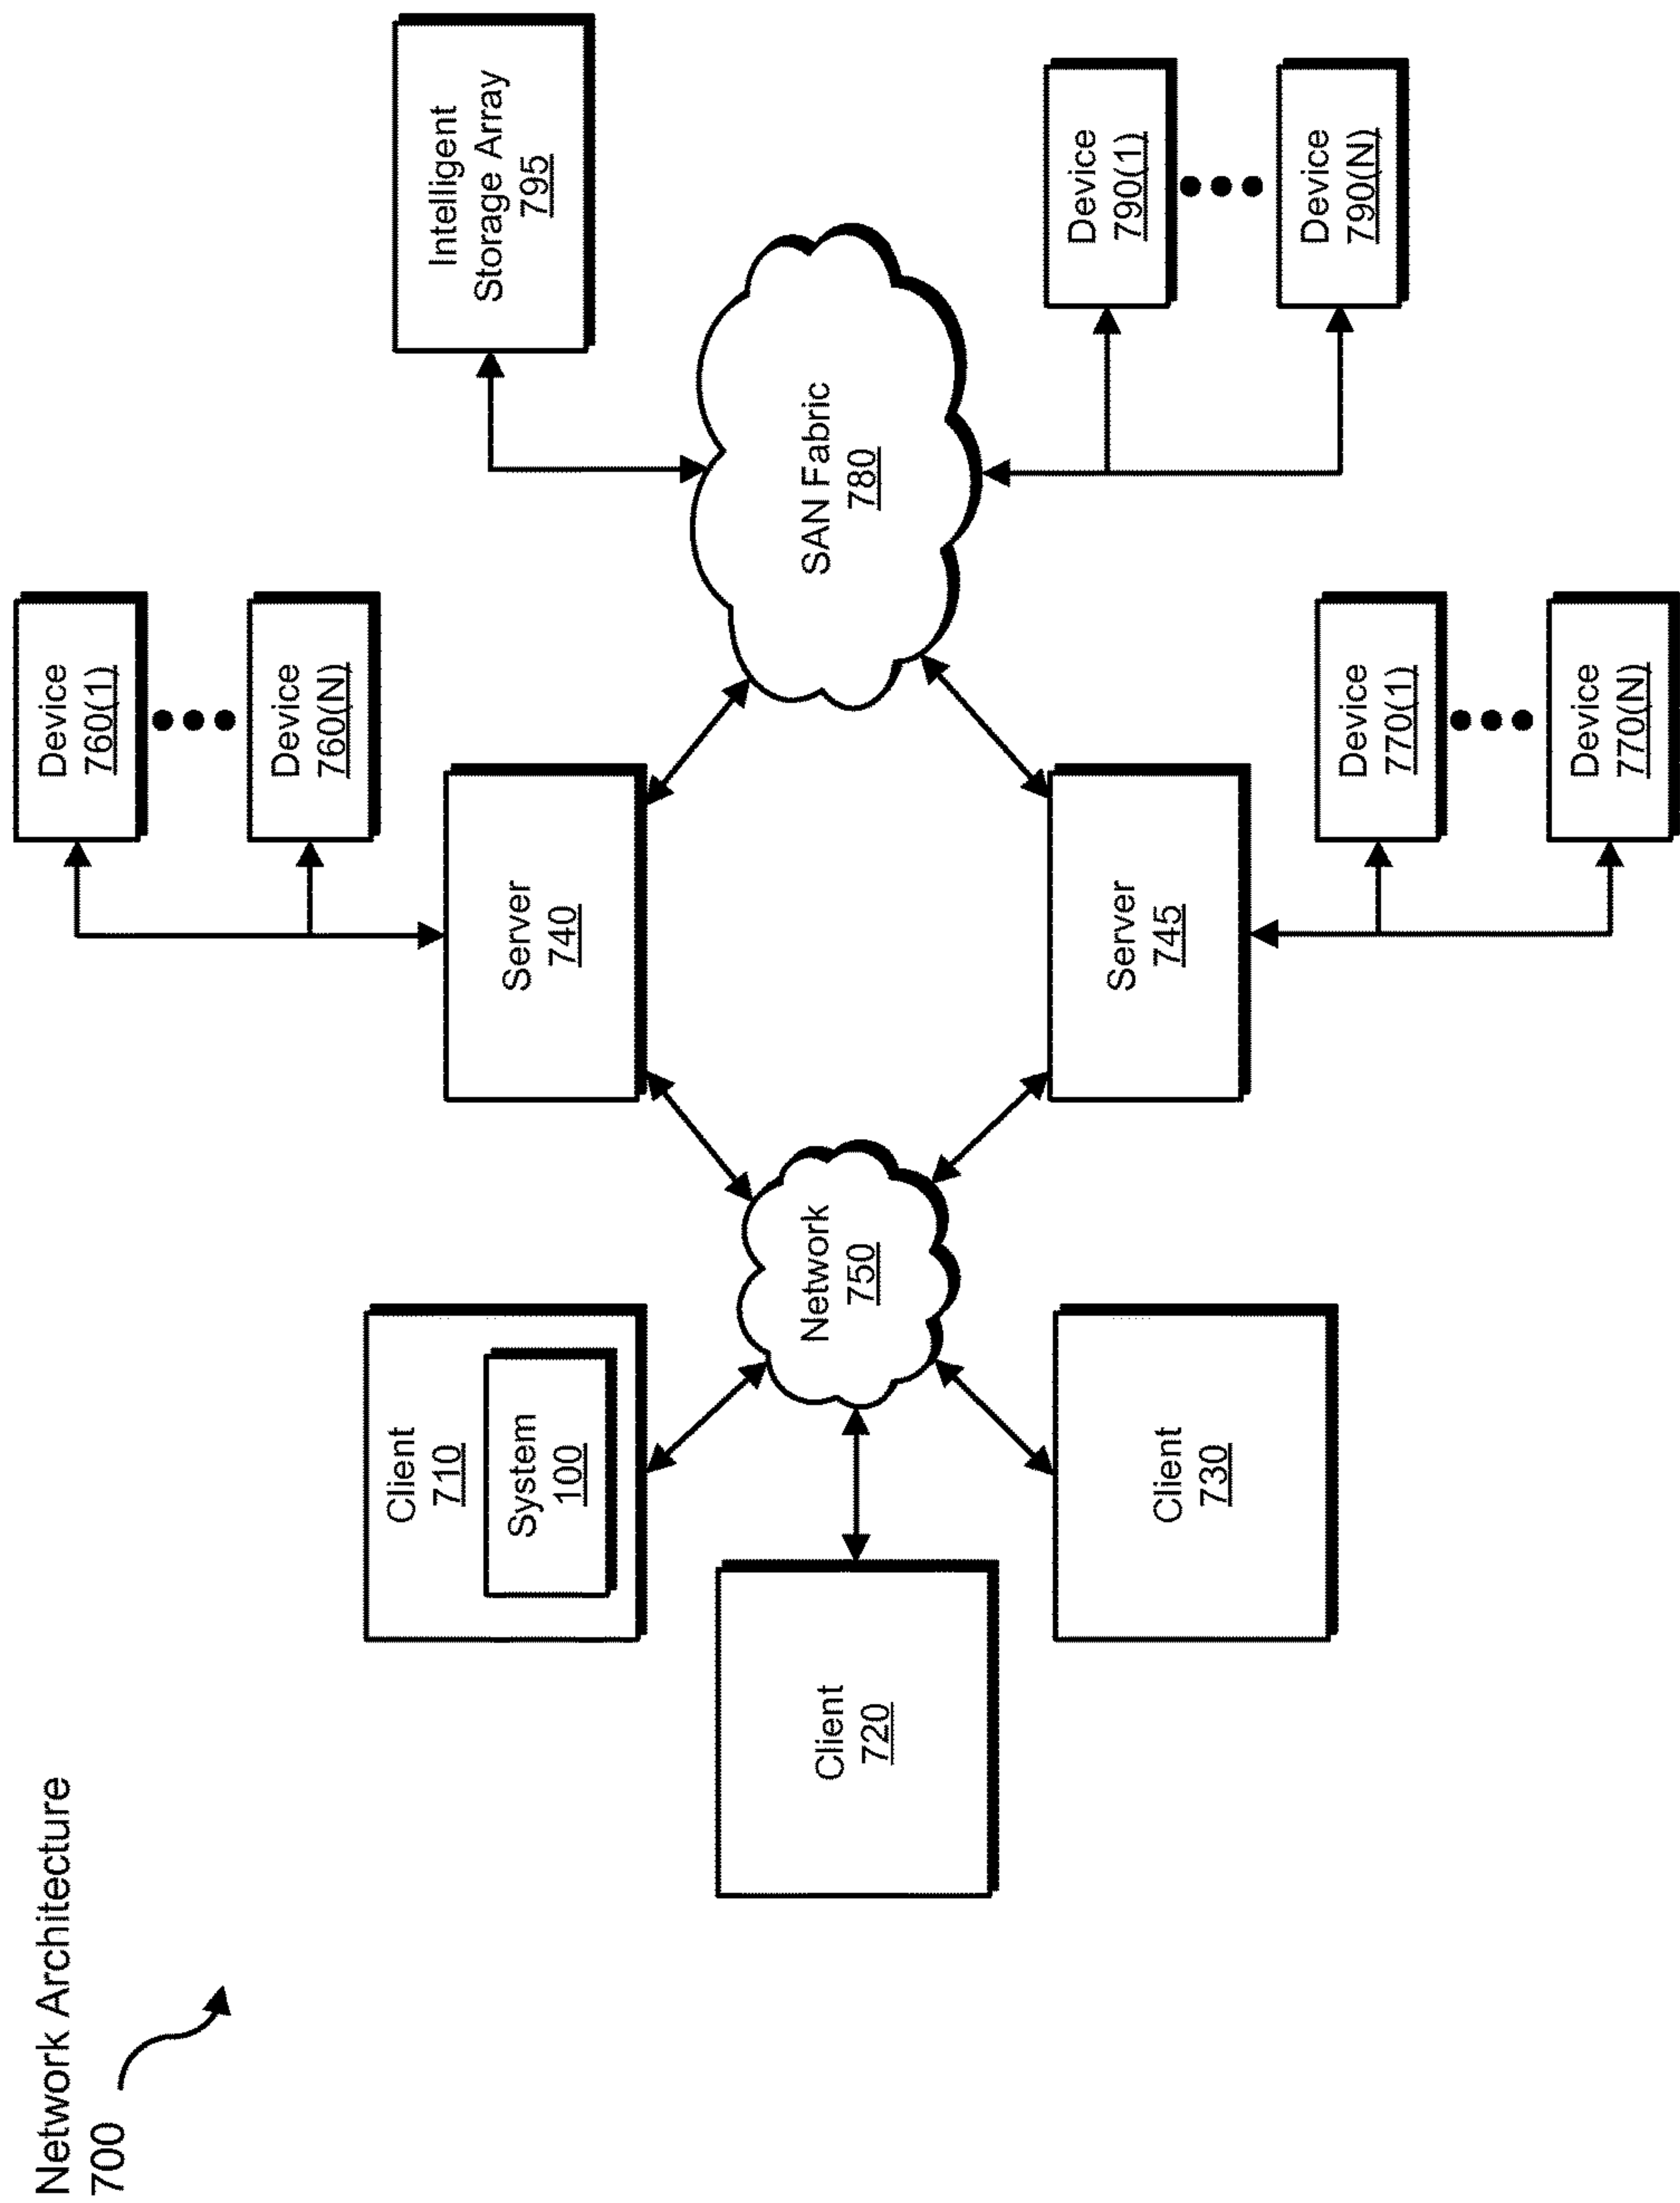 Network Architecture
700
Device
760(1)
Device
760(N)
Intelligent
Storage Array
795
Client
710
System
100
Server
740
Client
720
Network
750
SAN Fabric
780
Client
730
Server
745
Device
790(1)
Device
790(N)
Device
770(1)
Device
770(N)